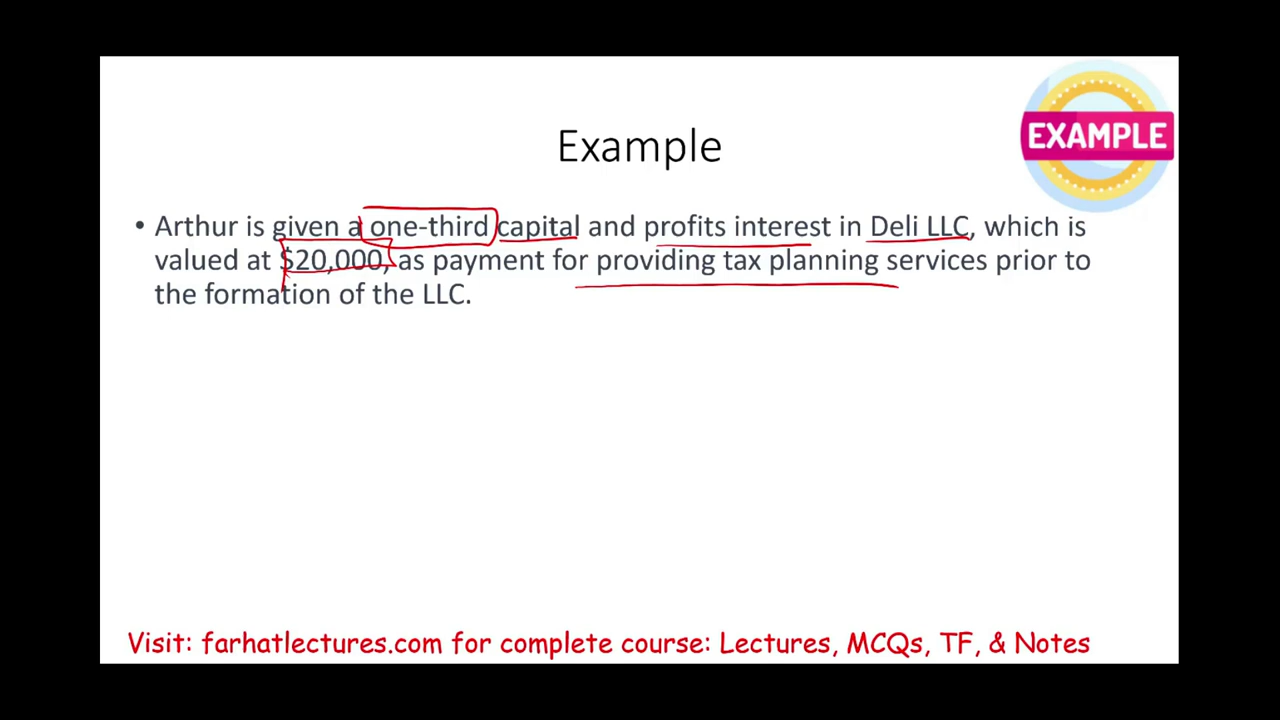 EXAMPLE
Example
• Arthur is given a one-third capital and profits interest in Deli LLC, which is
valued at $20,000, as payment for providing tax planning services prior to
the formation of the LLC.
Visit: farhatlectures.com for complete course: Lectures, MCQs, TF, & Notes